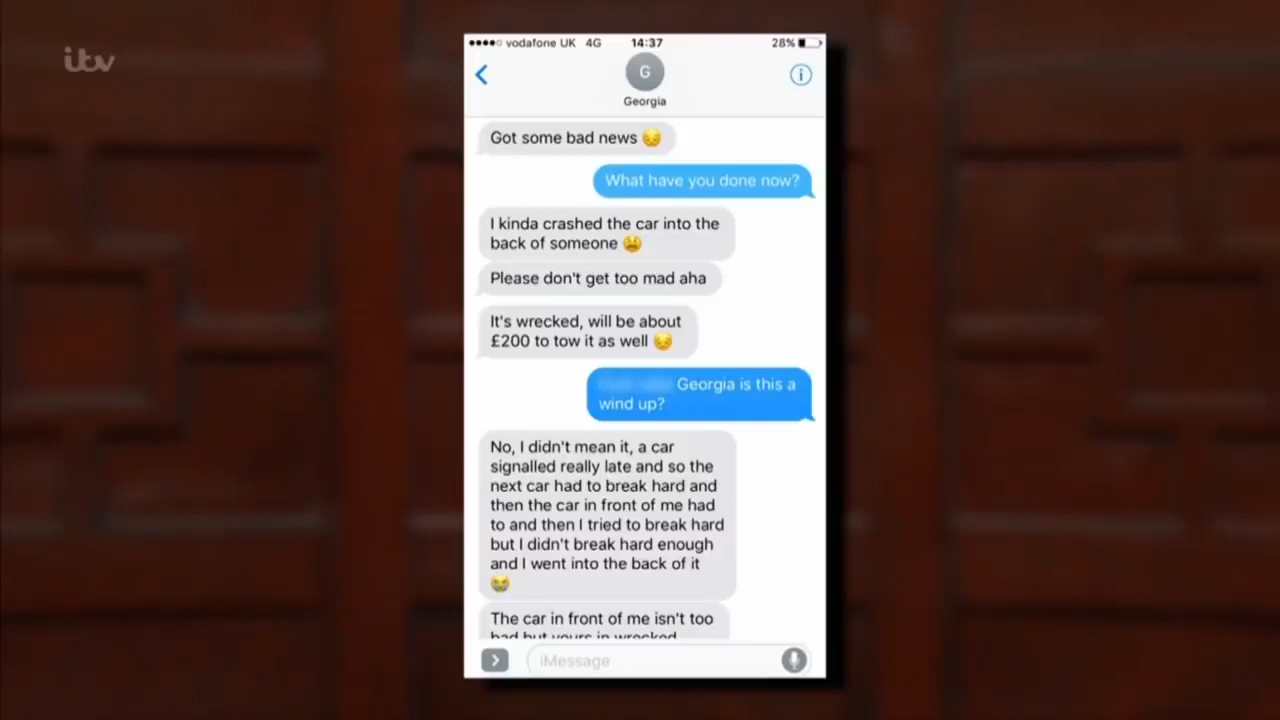 itv
vodafone UK 4G 14:37 28%
G
Georgia
Got some bad news 😔
What have you done now?
I kinda crashed the car into the
back of someone 😫
Please don't get too mad aha
It's wrecked, will be about
£200 to tow it as well 😔
Georgia is this a
wind up?
No, I didn't mean it, a car
signalled really late and so the
next car had to break hard and
then the car in front of me had
to and then I tried to break hard
but I didn't break hard enough
and I went into the back of it
😭
The car in front of me isn't too
bad but yours in wrecked
iMessage